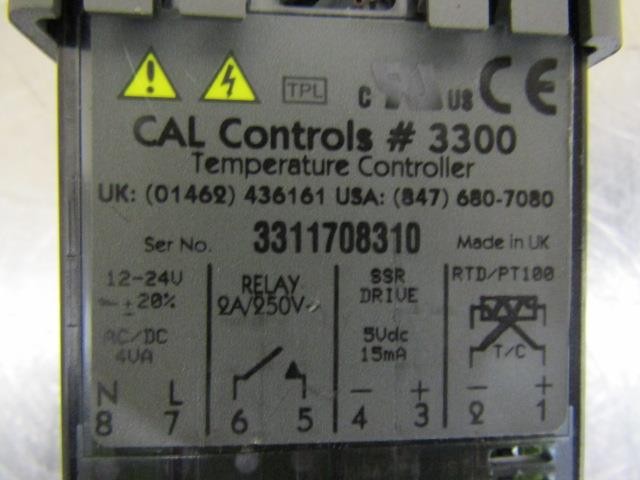 TPL
C US CE
CAL Controls # 3300
Temperature Controller
UK: (01462) 436161 USA: (847) 680-7080
Ser No. 3311708310 Made in UK
12-24V
±20%
AC/DC
4VA
N L
8 7
RELAY
2A/250V~
6 5
SSR
DRIVE
5Vdc
15mA
− +
4 3
RTD/PT100
T/C
− +
2 1